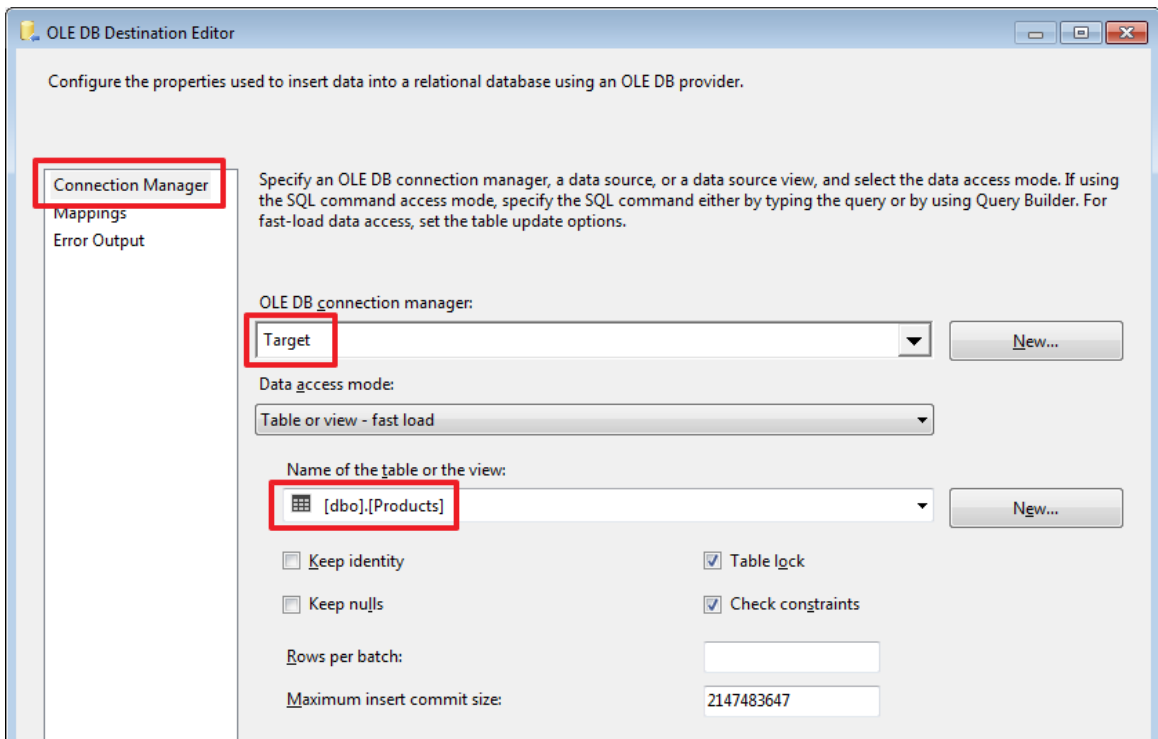 OLE DB Destination Editor
Configure the properties used to insert data into a relational database using an OLE DB provider.
Connection Manager
Mappings
Error Output
Specify an OLE DB connection manager, a data source, or a data source view, and select the data access mode. If using
the SQL command access mode, specify the SQL command either by typing the query or by using Query Builder. For
fast-load data access, set the table update options.
OLE DB connection manager:
Target
New...
Data access mode:
Table or view - fast load
Name of the table or the view:
[dbo].[Products]
New...
Keep identity
Table lock
Keep nulls
Check constraints
Rows per batch:
Maximum insert commit size:
2147483647